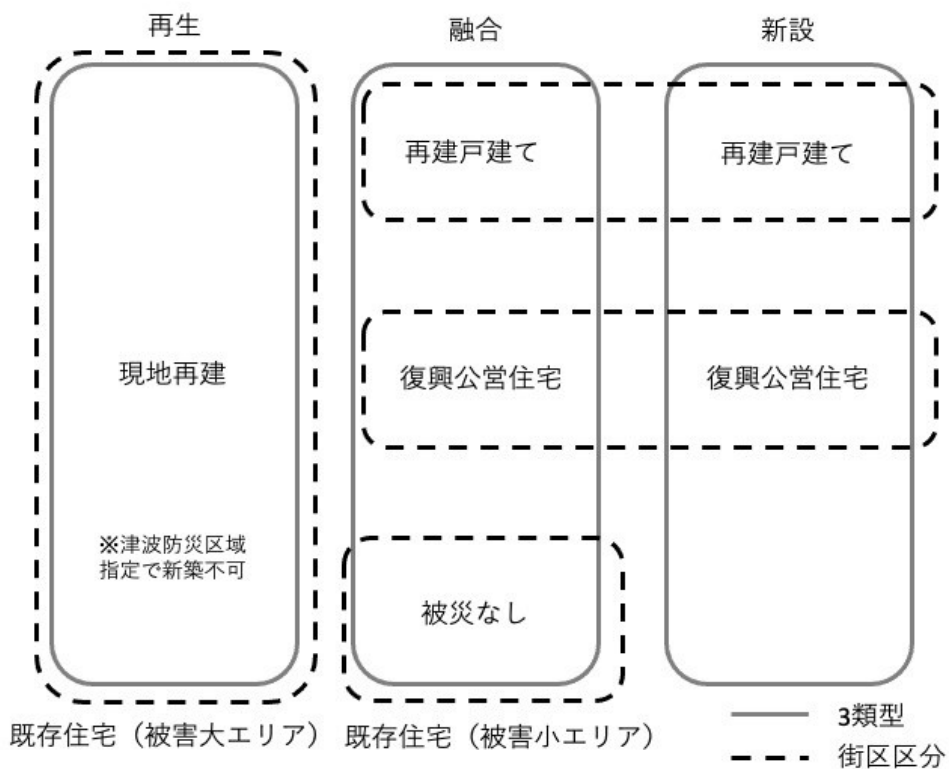 再生
融合
新設
再建戸建て
再建戸建て
現地再建
復興公営住宅
復興公営住宅
※津波防災区域
指定で新築不可
被災なし
既存住宅（被害大エリア）
既存住宅（被害小エリア）
3類型
街区区分